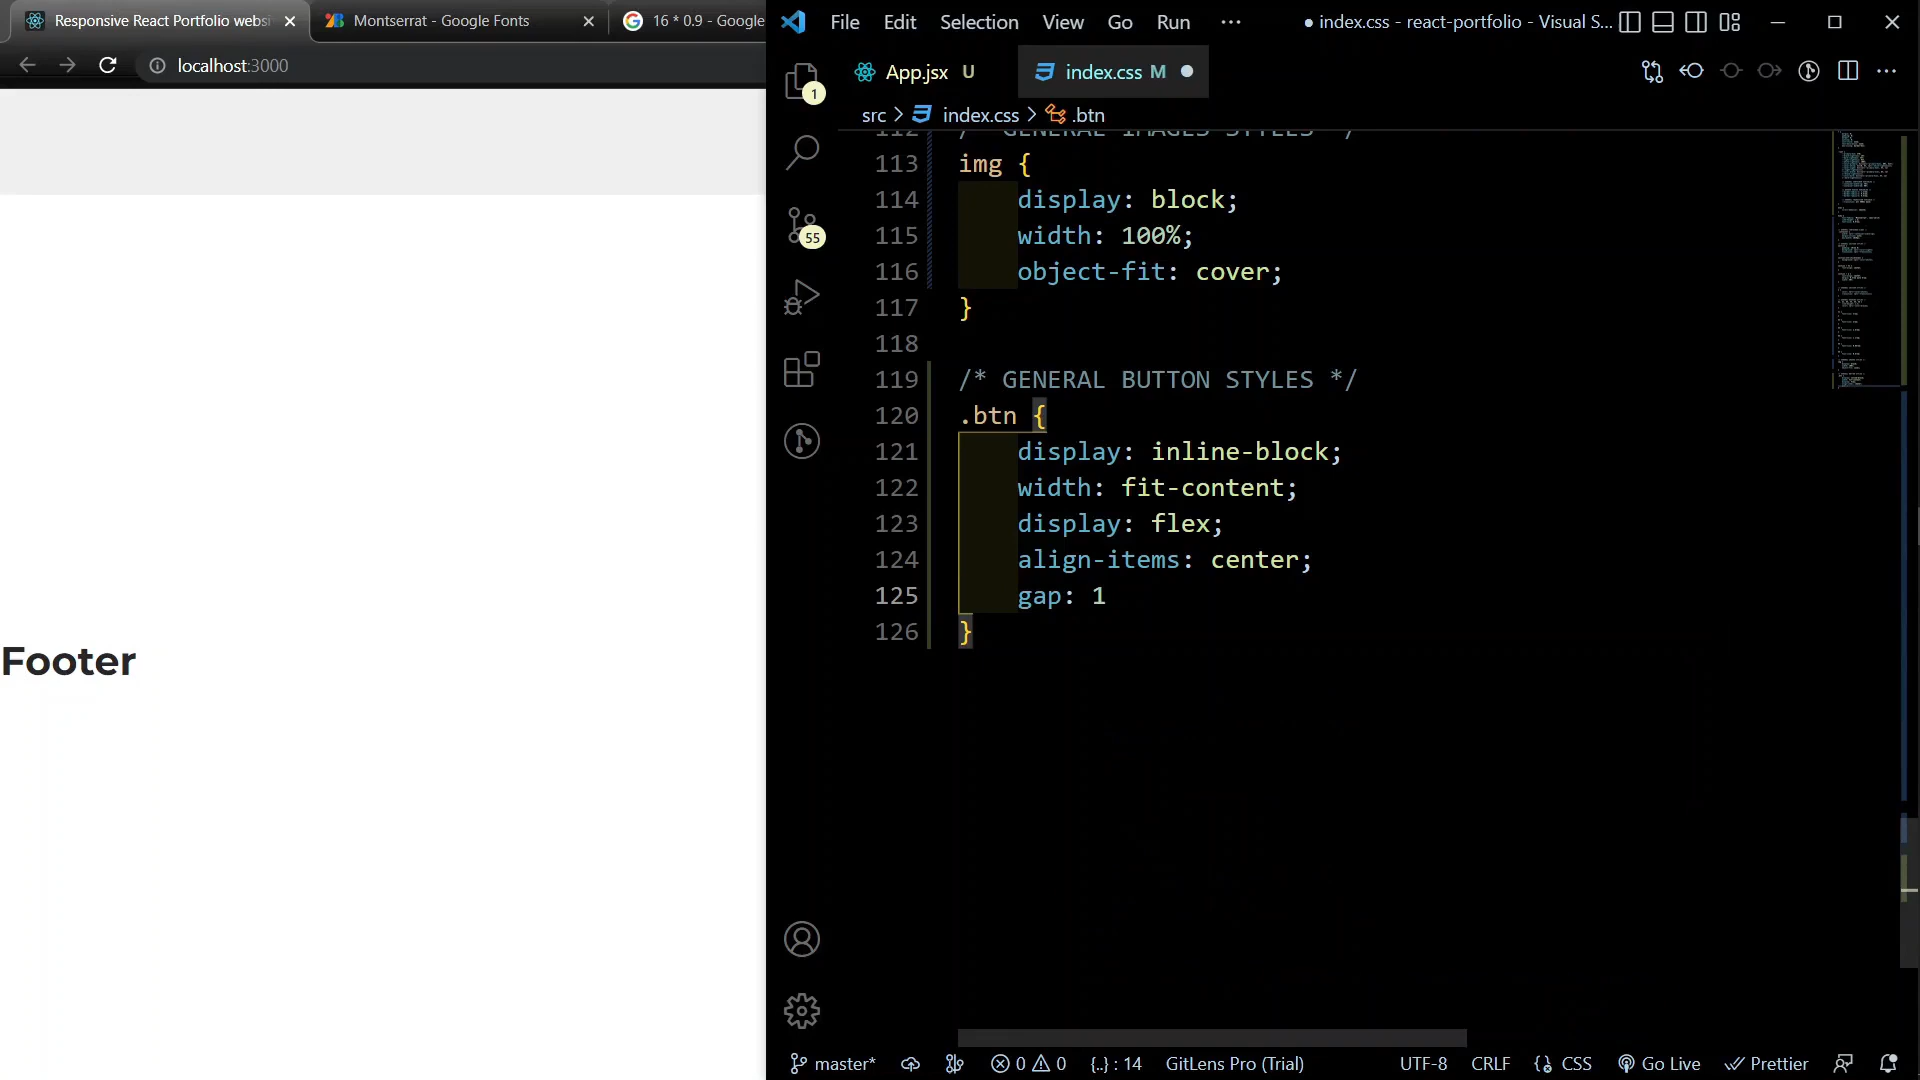 Responsive React Portfolio websi
Montserrat - Google Fonts
16 * 0.9 - Google
localhost:3000
Footer
File Edit Selection View Go Run ···
● index.css - react-portfolio - Visual S...
App.jsx U
index.css M ●
src > index.css > .btn
1
55
112 /* GENERAL IMAGES STYLES */
113 img {
114 display: block;
115 width: 100%;
116 object-fit: cover;
117 }
118
119 /* GENERAL BUTTON STYLES */
120 .btn {
121 display: inline-block;
122 width: fit-content;
123 display: flex;
124 align-items: center;
125 gap: 1
126 }
master* 0 0 {..} : 14 GitLens Pro (Trial) UTF-8 CRLF {} CSS Go Live Prettier